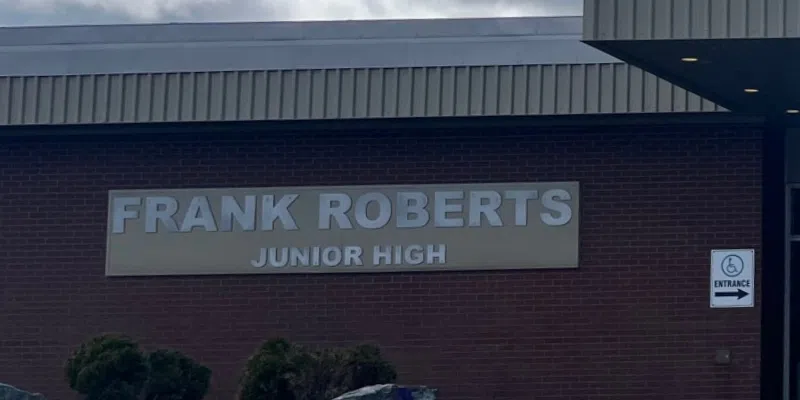 FRANK ROBERTS
JUNIOR HIGH
ENTRANCE